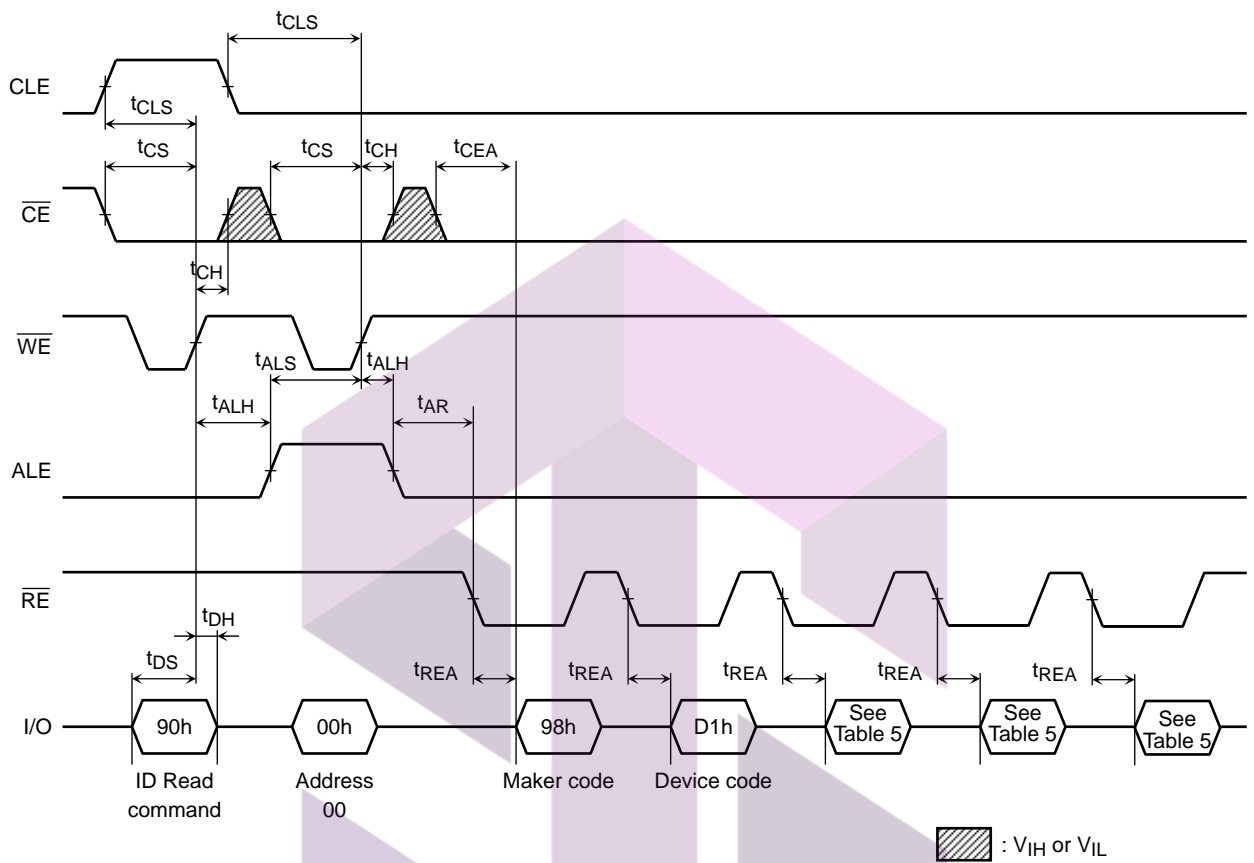 tCLS
CLE
tCLS
tCS tCS tCH tCEA
CE
tCH
WE
tALS tALH
tALH tAR
ALE
RE
tDH
tDS tREA tREA tREA tREA tREA
I/O 90h 00h 98h D1h See Table 5 See Table 5 See Table 5
ID Read command
Address 00
Maker code
Device code
: VIH or VIL